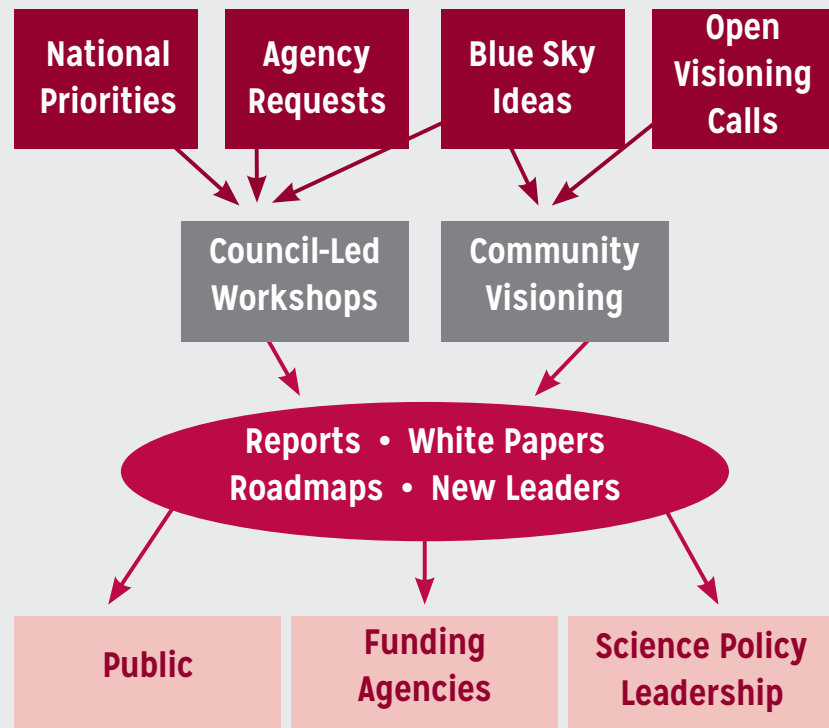 National
Priorities
Agency
Requests
Blue Sky
Ideas
Open
Visioning
Calls
Council-Led
Workshops
Community
Visioning
Reports • White Papers
Roadmaps • New Leaders
Public
Funding
Agencies
Science Policy
Leadership